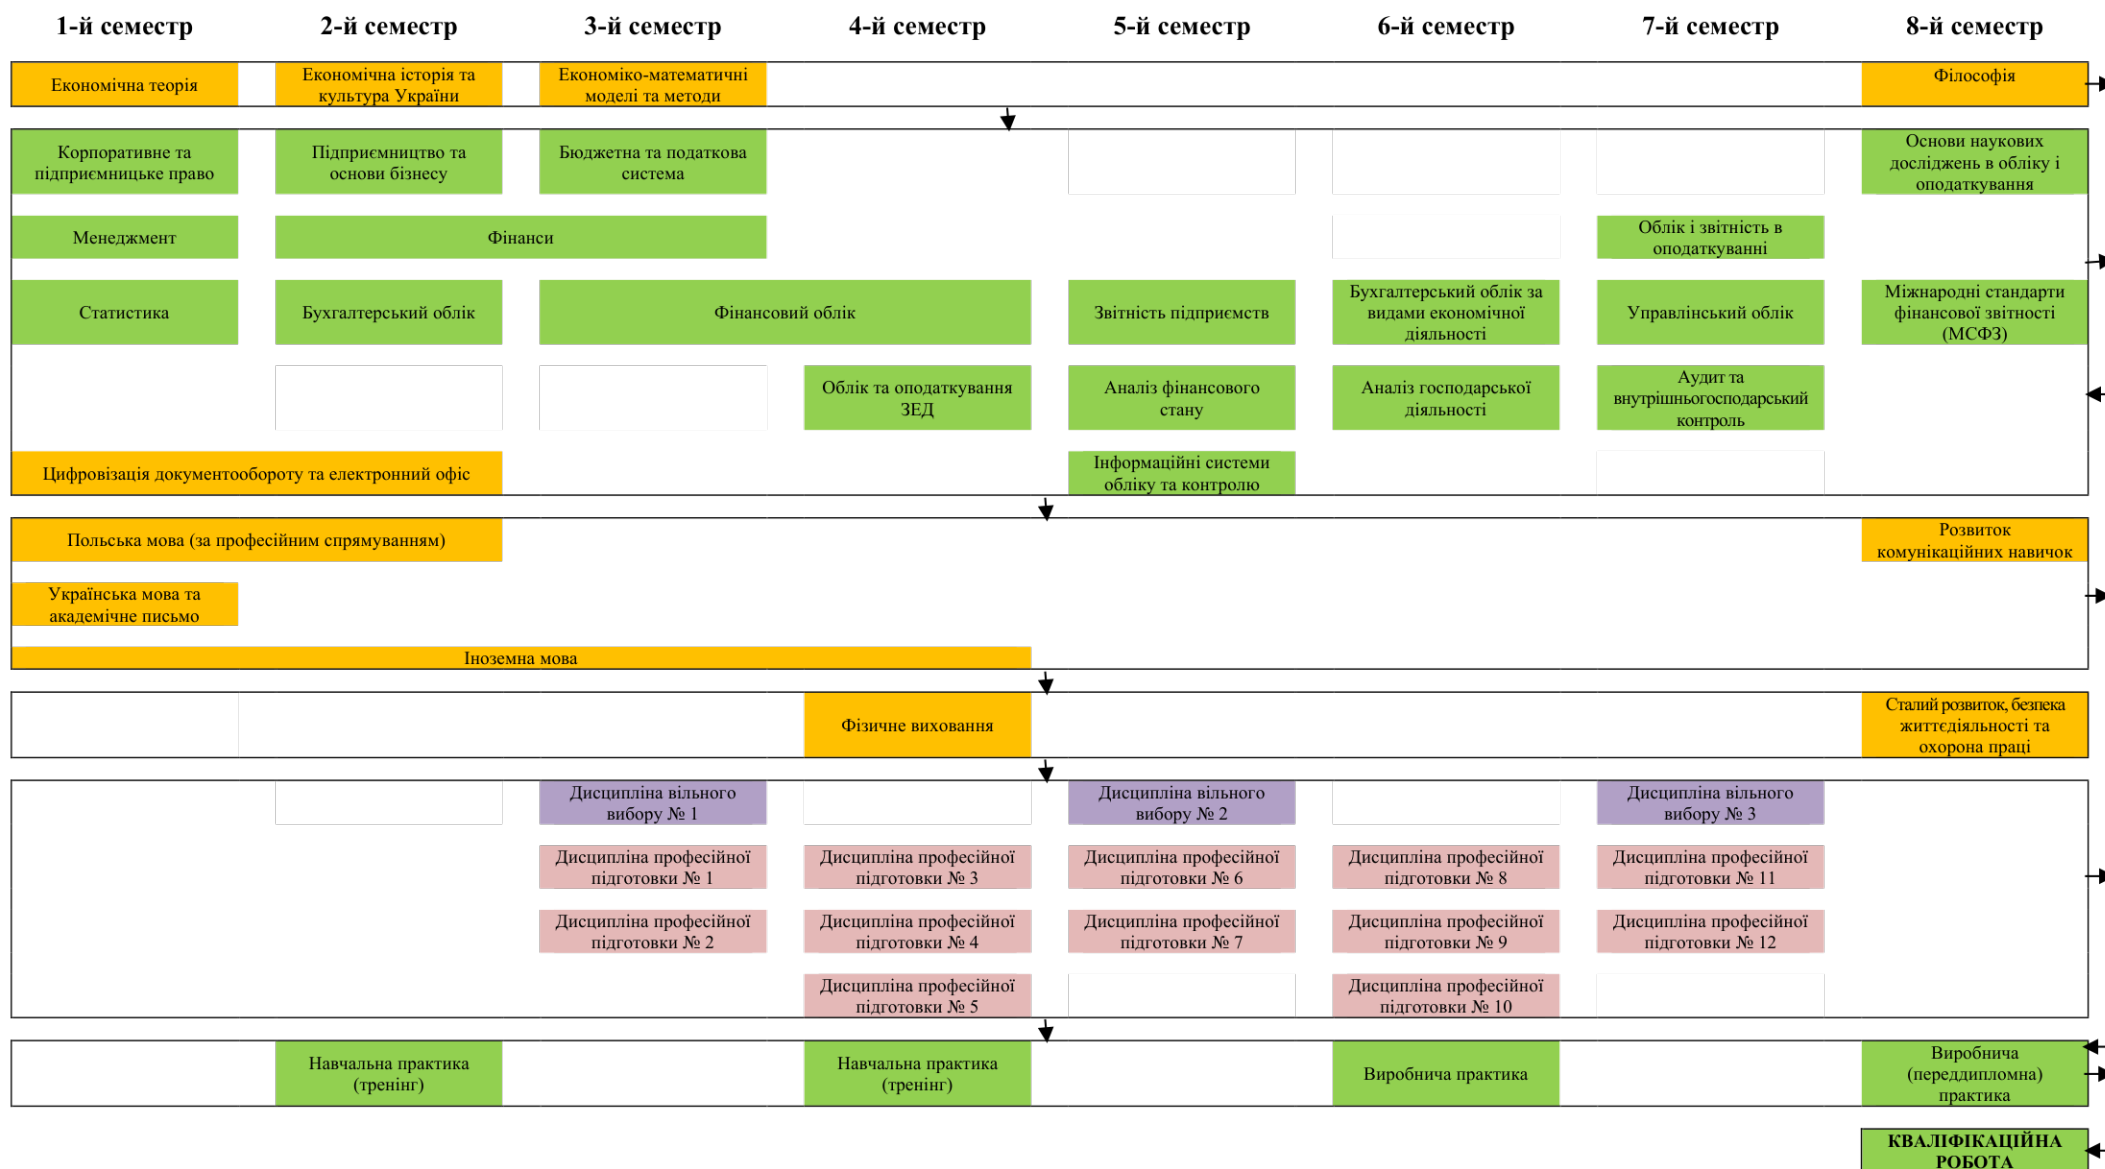 1-й семестр
2-й семестр
3-й семестр
4-й семестр
5-й семестр
6-й семестр
7-й семестр
8-й семестр
Економічна теорія
Економічна історія та
культура України
Економіко-математичні
моделі та методи
Філософія
Корпоративне та
підприємницьке право
Підприємництво та
основи бізнесу
Бюджетна та податкова
система
Основи наукових
досліджень в обліку і
оподаткування
Менеджмент
Фінанси
Облік і звітність в
оподаткуванні
Статистика
Бухгалтерський облік
Фінансовий облік
Звітність підприємств
Бухгалтерський облік за
видами економічної
діяльності
Управлінський облік
Міжнародні стандарти
фінансової звітності
(МСФЗ)
Облік та оподаткування
ЗЕД
Аналіз фінансового
стану
Аналіз господарської
діяльності
Аудит та
внутрішньогосподарський
контроль
Цифровізація документообороту та електронний офіс
Інформаційні системи
обліку та контролю
Польська мова (за професійним спрямуванням)
Розвиток
комунікаційних навичок
Українська мова та
академічне письмо
Іноземна мова
Фізичне виховання
Сталий розвиток, безпека
життєдіяльності та
охорона праці
Дисципліна вільного
вибору № 1
Дисципліна вільного
вибору № 2
Дисципліна вільного
вибору № 3
Дисципліна професійної
підготовки № 1
Дисципліна професійної
підготовки № 3
Дисципліна професійної
підготовки № 6
Дисципліна професійної
підготовки № 8
Дисципліна професійної
підготовки № 11
Дисципліна професійної
підготовки № 2
Дисципліна професійної
підготовки № 4
Дисципліна професійної
підготовки № 7
Дисципліна професійної
підготовки № 9
Дисципліна професійної
підготовки № 12
Дисципліна професійної
підготовки № 5
Дисципліна професійної
підготовки № 10
Навчальна практика
(тренінг)
Навчальна практика
(тренінг)
Виробнича практика
Виробнича
(переддипломна)
практика
КВАЛІФІКАЦІЙНА
РОБОТА